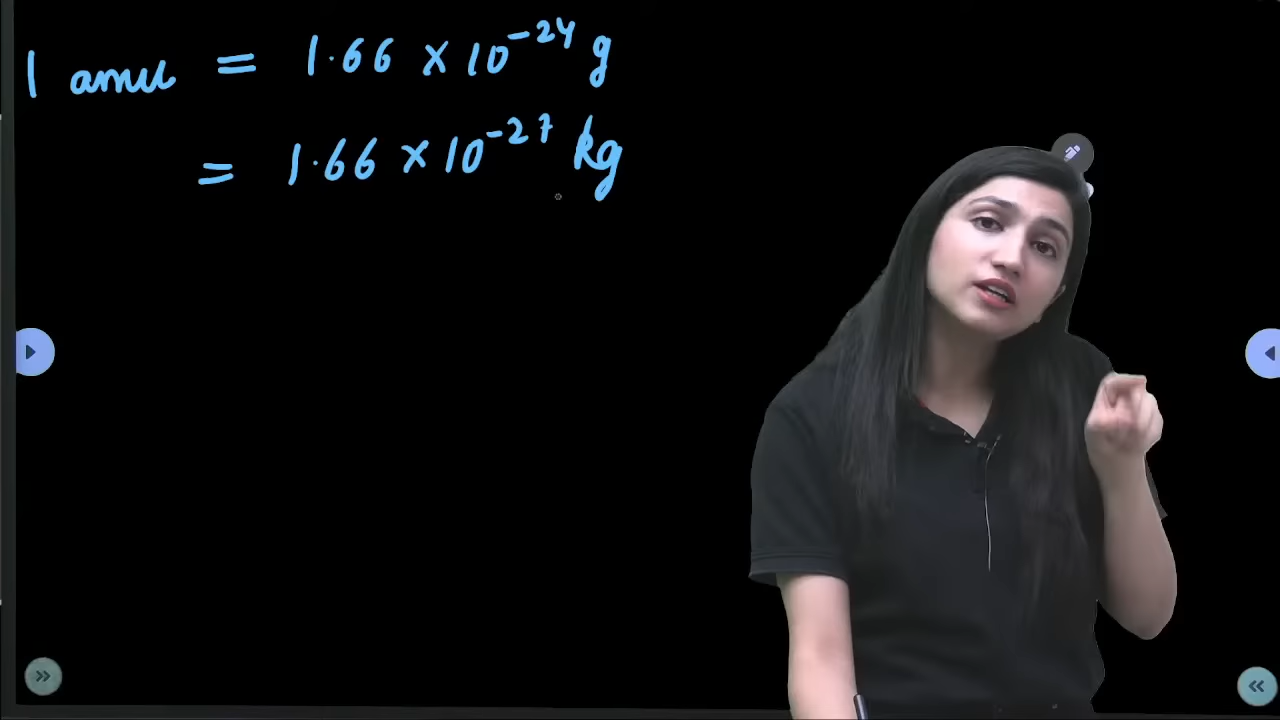 1 amu = 1.66 × 10⁻²⁴ g
= 1.66 × 10⁻²⁷ kg